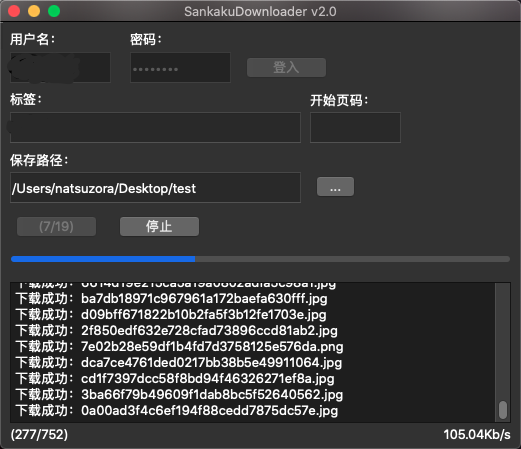 SankakuDownloader v2.0
用户名： 密码：
登入
标签： 开始页码：
保存路径：
/Users/natsuzora/Desktop/test ...
(7/19) 停止
下载成功：ba7db18971c967961a172baefa630fff.jpg
下载成功：d09bff671822b10b2fa5f3b12fe1703e.jpg
下载成功：2f850edf632e728cfad73896ccd81ab2.jpg
下载成功：7e02b28e59df1b4fd7d3758125e576da.png
下载成功：dca7ce4761ded0217bb38b5e49911064.jpg
下载成功：cd1f7397dcc58f8bd94f46326271ef8a.jpg
下载成功：3ba66f79b49609f1dab8bc5f52640562.jpg
下载成功：0a00ad3f4c6ef194f88cedd7875dc57e.jpg
(277/752) 105.04Kb/s